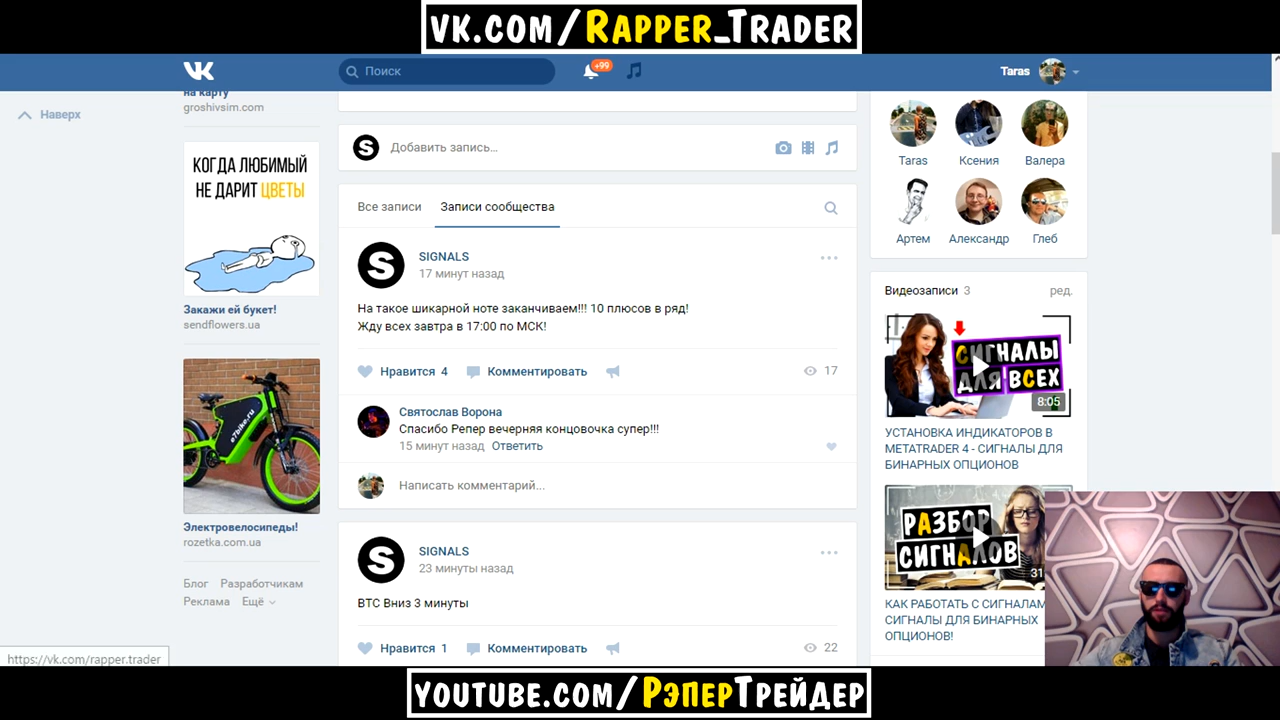 VK.COM/RAPPER_TRADER
Поиск
+99
Taras
Наверх
на карту
groshivsim.com
КОГДА ЛЮБИМЫЙ
НЕ ДАРИТ ЦВЕТЫ
Закажи ей букет!
sendflowers.ua
e7bike.ru
Электровелосипеды!
rozetka.com.ua
Блог Разработчикам
Реклама Ещё
https://vk.com/rapper.trader
S
Добавить запись...
Все записи Записи сообщества
S
SIGNALS
17 минут назад
На такое шикарной ноте заканчиваем!!! 10 плюсов в ряд!
Жду всех завтра в 17:00 по МСК!
Нравится 4 Комментировать 17
Святослав Ворона
Спасибо Репер вечерняя концовочка супер!!!
15 минут назад Ответить
Написать комментарий...
S
SIGNALS
23 минуты назад
BTC Вниз 3 минуты
Нравится 1 Комментировать 22
Taras Ксения Валера
Артем Александр Глеб
Видеозаписи 3 ред.
СИГНАЛЫ
ДЛЯ ВСЕХ
8:05
УСТАНОВКА ИНДИКАТОРОВ В
METATRADER 4 - СИГНАЛЫ ДЛЯ
БИНАРНЫХ ОПЦИОНОВ
РАЗБОР
СИГНАЛОВ
31
КАК РАБОТАТЬ С СИГНАЛАМ
СИГНАЛЫ ДЛЯ БИНАРНЫХ
ОПЦИОНОВ!
YOUTUBE.COM/РЭПЕРТРЕЙДЕР